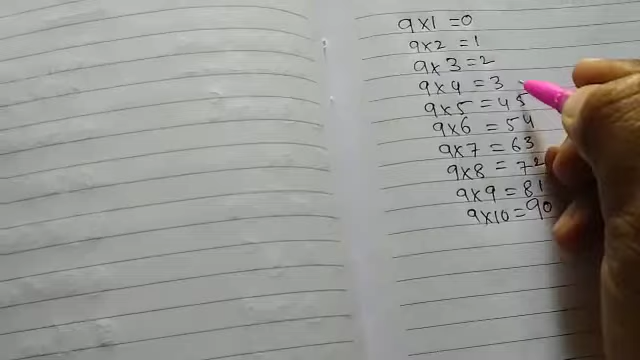 9x1 =0
9x2 =1
9x3 =2
9x4 =3
9x5 =45
9x6 =54
9x7 =63
9x8 =72
9x9 =81
9x10=90